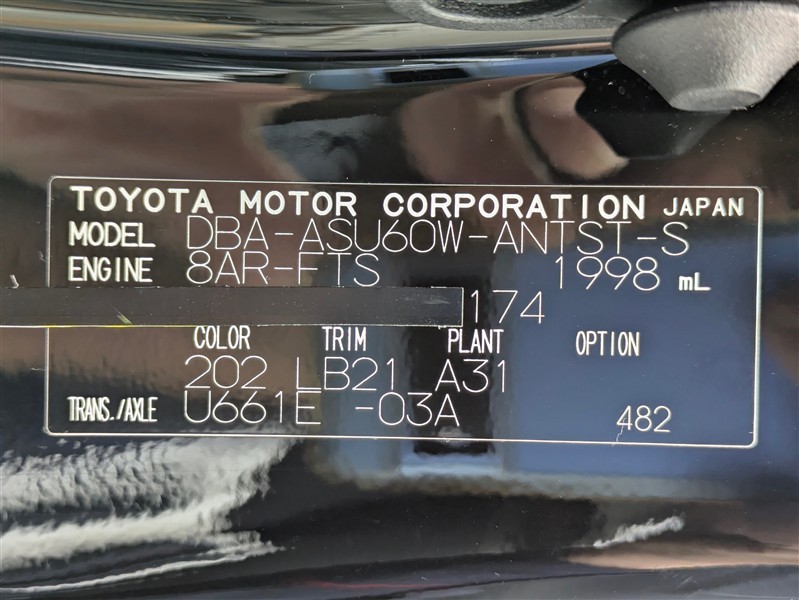 TOYOTA MOTOR CORPORATION JAPAN
MODEL DBA-ASU60W-ANTST-S
ENGINE 8AR-FTS 1998 mL
174
COLOR TRIM PLANT OPTION
202 LB21 A31
TRANS./AXLE U661E -03A 482